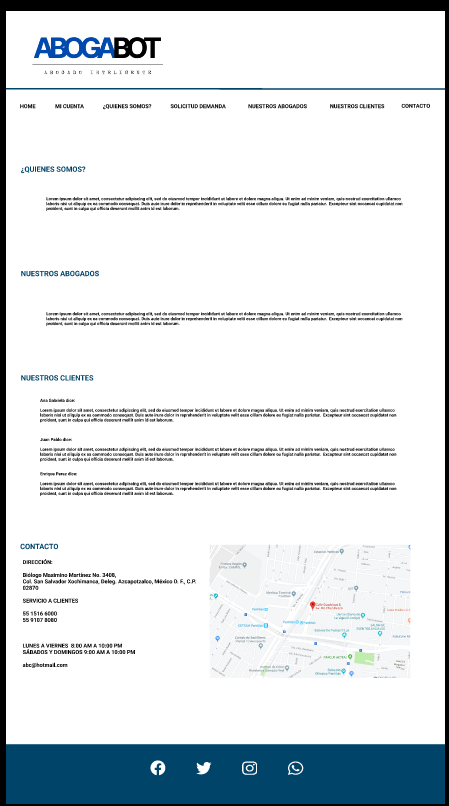 ABOGABOT
ABOGADO INTELIGENTE
HOME MI CUENTA ¿QUIENES SOMOS? SOLICITUD DEMANDA NUESTROS ABOGADOS NUESTROS CLIENTES CONTACTO
¿QUIENES SOMOS?
Lorem ipsum dolor sit amet, consectetur adipiscing elit, sed do eiusmod tempor incididunt ut labore et dolore magna aliqua. Ut enim ad minim veniam, quis nostrud exercitation ullamco
laboris nisi ut aliquip ex ea commodo consequat. Duis aute irure dolor in reprehenderit in voluptate velit esse cillum dolore eu fugiat nulla pariatur. Excepteur sint occaecat cupidatat non
proident, sunt in culpa qui officia deserunt mollit anim id est laborum.
NUESTROS ABOGADOS
Lorem ipsum dolor sit amet, consectetur adipiscing elit, sed do eiusmod tempor incididunt ut labore et dolore magna aliqua. Ut enim ad minim veniam, quis nostrud exercitation ullamco
laboris nisi ut aliquip ex ea commodo consequat. Duis aute irure dolor in reprehenderit in voluptate velit esse cillum dolore eu fugiat nulla pariatur. Excepteur sint occaecat cupidatat non
proident, sunt in culpa qui officia deserunt mollit anim id est laborum.
NUESTROS CLIENTES
Ana Gabriela dice:
Lorem ipsum dolor sit amet, consectetur adipiscing elit, sed do eiusmod tempor incididunt ut labore et dolore magna aliqua. Ut enim ad minim veniam, quis nostrud exercitation ullamco
laboris nisi ut aliquip ex ea commodo consequat. Duis aute irure dolor in reprehenderit in voluptate velit esse cillum dolore eu fugiat nulla pariatur. Excepteur sint occaecat cupidatat non
proident, sunt in culpa qui officia deserunt mollit anim id est laborum.
Juan Pablo dice:
Lorem ipsum dolor sit amet, consectetur adipiscing elit, sed do eiusmod tempor incididunt ut labore et dolore magna aliqua. Ut enim ad minim veniam, quis nostrud exercitation ullamco
laboris nisi ut aliquip ex ea commodo consequat. Duis aute irure dolor in reprehenderit in voluptate velit esse cillum dolore eu fugiat nulla pariatur. Excepteur sint occaecat cupidatat non
proident, sunt in culpa qui officia deserunt mollit anim id est laborum.
Enrique Perez dice:
Lorem ipsum dolor sit amet, consectetur adipiscing elit, sed do eiusmod tempor incididunt ut labore et dolore magna aliqua. Ut enim ad minim veniam, quis nostrud exercitation ullamco
laboris nisi ut aliquip ex ea commodo consequat. Duis aute irure dolor in reprehenderit in voluptate velit esse cillum dolore eu fugiat nulla pariatur. Excepteur sint occaecat cupidatat non
proident, sunt in culpa qui officia deserunt mollit anim id est laborum.
CONTACTO
DIRECCIÓN:
Biólogo Maximino Martínez No. 3408,
Col. San Salvador Xochimanca, Deleg. Azcapotzalco, México D. F., C.P.
02870
SERVICIO A CLIENTES
55 1516 6000
55 9107 8080
LUNES A VIERNES 8:00 AM A 10:00 PM
SÁBADOS Y DOMINGOS 9:00 AM A 10:00 PM
abc@hotmail.com